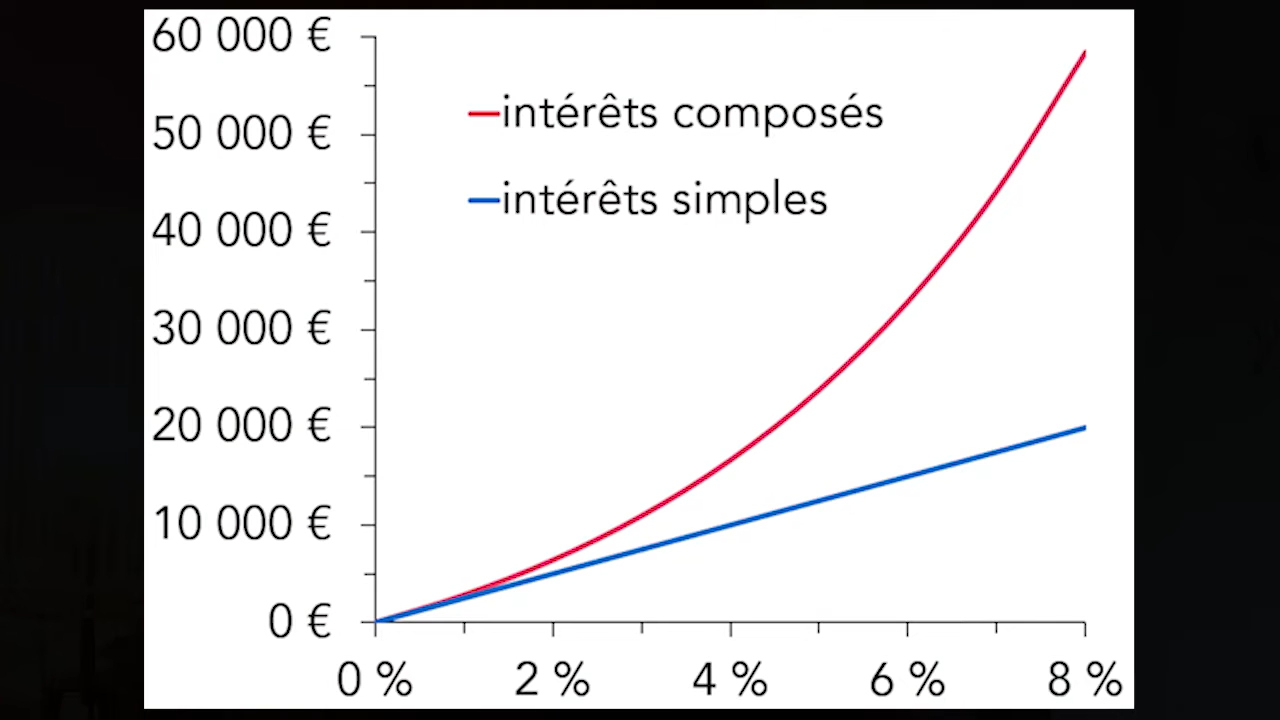 60 000 €
50 000 €
40 000 €
30 000 €
20 000 €
10 000 €
0 €
intérêts composés
intérêts simples
0 % 2 % 4 % 6 % 8 %